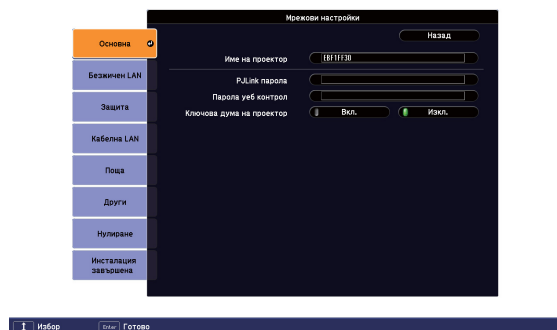 Мрежови настройки
Назад
Основна
Име на проектор EBF1FF30
Безжичен LAN
PJLink парола
Парола уеб контрол
Защита
Ключова дума на проектор Вкл. Изкл.
Кабелна LAN
Поща
Други
Нулиране
Инсталация
завършена
Избор Enter Готово